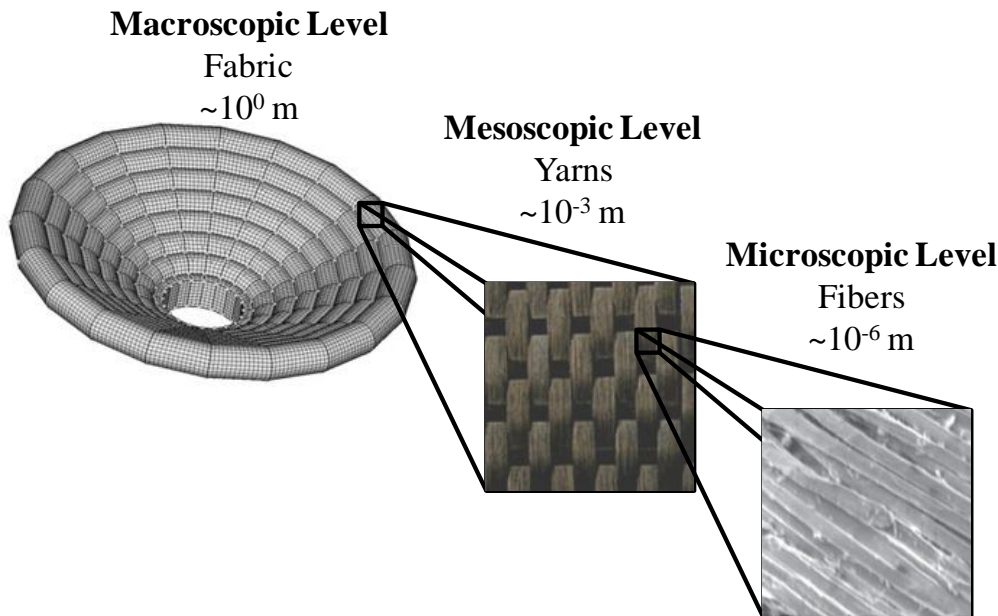 Macroscopic Level
Fabric
~10⁰ m
Mesoscopic Level
Yarns
~10⁻³ m
Microscopic Level
Fibers
~10⁻⁶ m